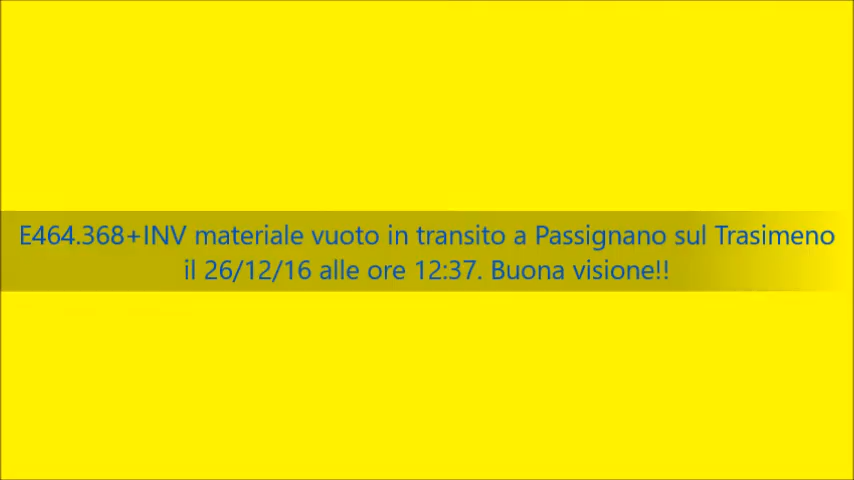 E464.368+INV materiale vuoto in transito a Passignano sul Trasimeno
il 26/12/16 alle ore 12:37. Buona visione!!